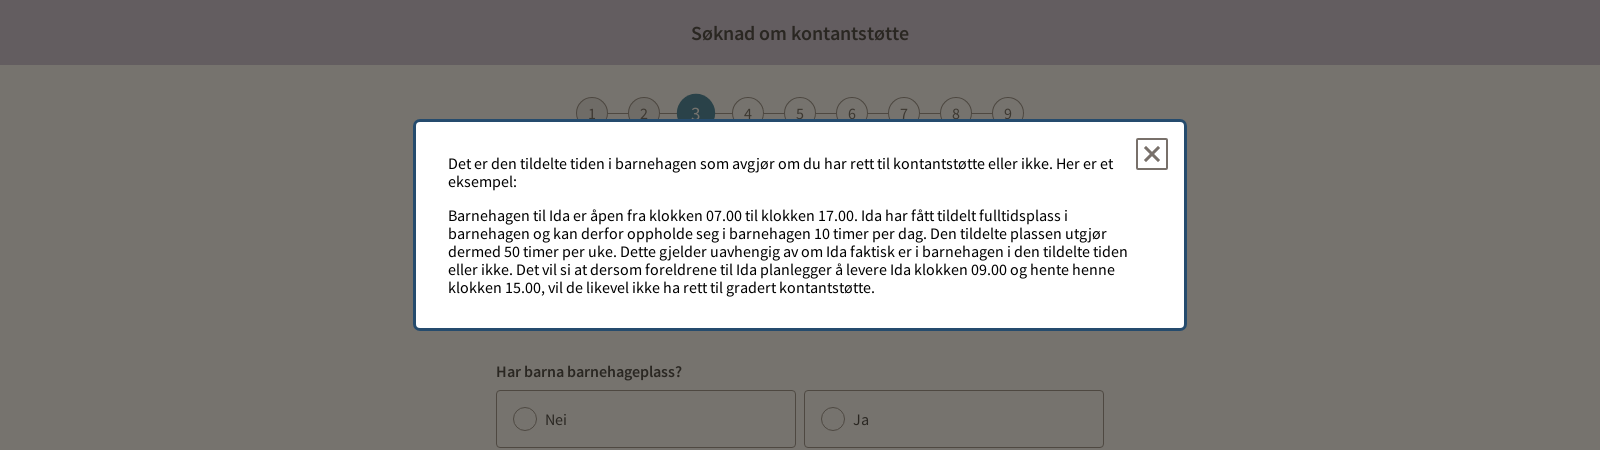 Søknad om kontantstøtte
1 2 3 4 5 6 7 8 9
Det er den tildelte tiden i barnehagen som avgjør om du har rett til kontantstøtte eller ikke. Her er et
eksempel:
Barnehagen til Ida er åpen fra klokken 07.00 til klokken 17.00. Ida har fått tildelt fulltidsplass i
barnehagen og kan derfor oppholde seg i barnehagen 10 timer per dag. Den tildelte plassen utgjør
dermed 50 timer per uke. Dette gjelder uavhengig av om Ida faktisk er i barnehagen i den tildelte tiden
eller ikke. Det vil si at dersom foreldrene til Ida planlegger å levere Ida klokken 09.00 og hente henne
klokken 15.00, vil de likevel ikke ha rett til gradert kontantstøtte.
Har barna barnehageplass?
Nei Ja